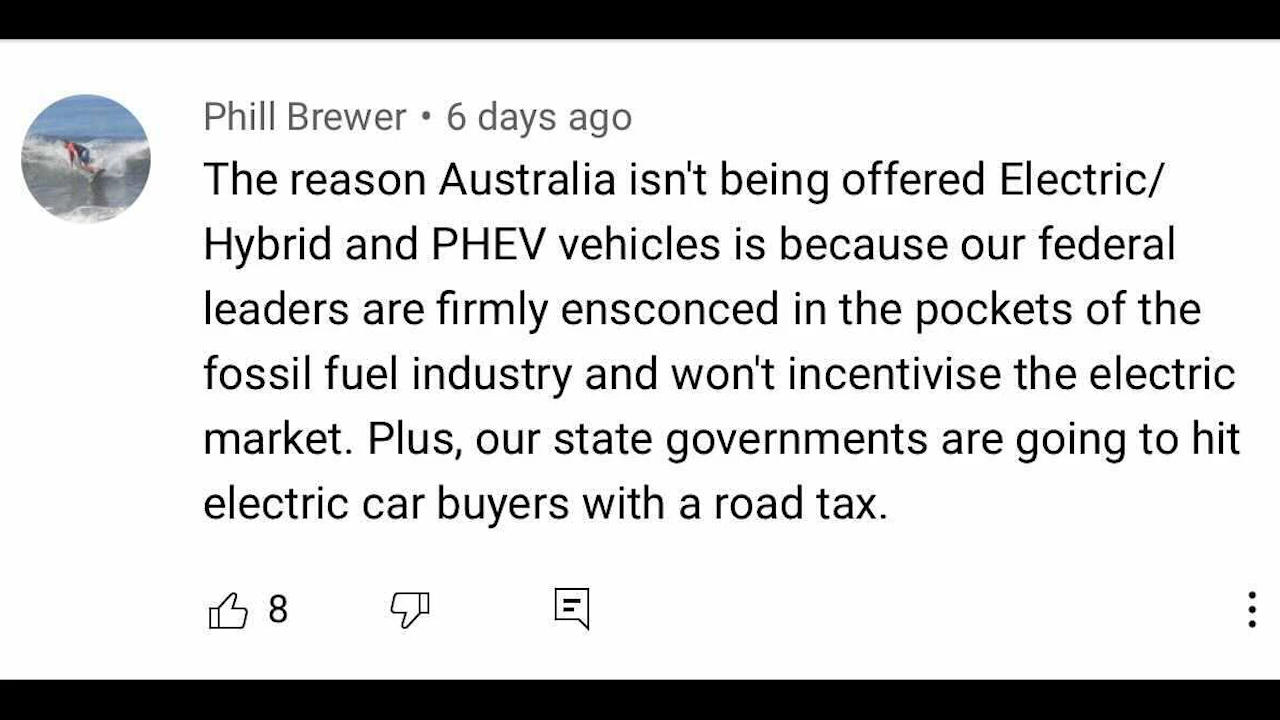 Phill Brewer • 6 days ago
The reason Australia isn't being offered Electric/
Hybrid and PHEV vehicles is because our federal
leaders are firmly ensconced in the pockets of the
fossil fuel industry and won't incentivise the electric
market. Plus, our state governments are going to hit
electric car buyers with a road tax.
8